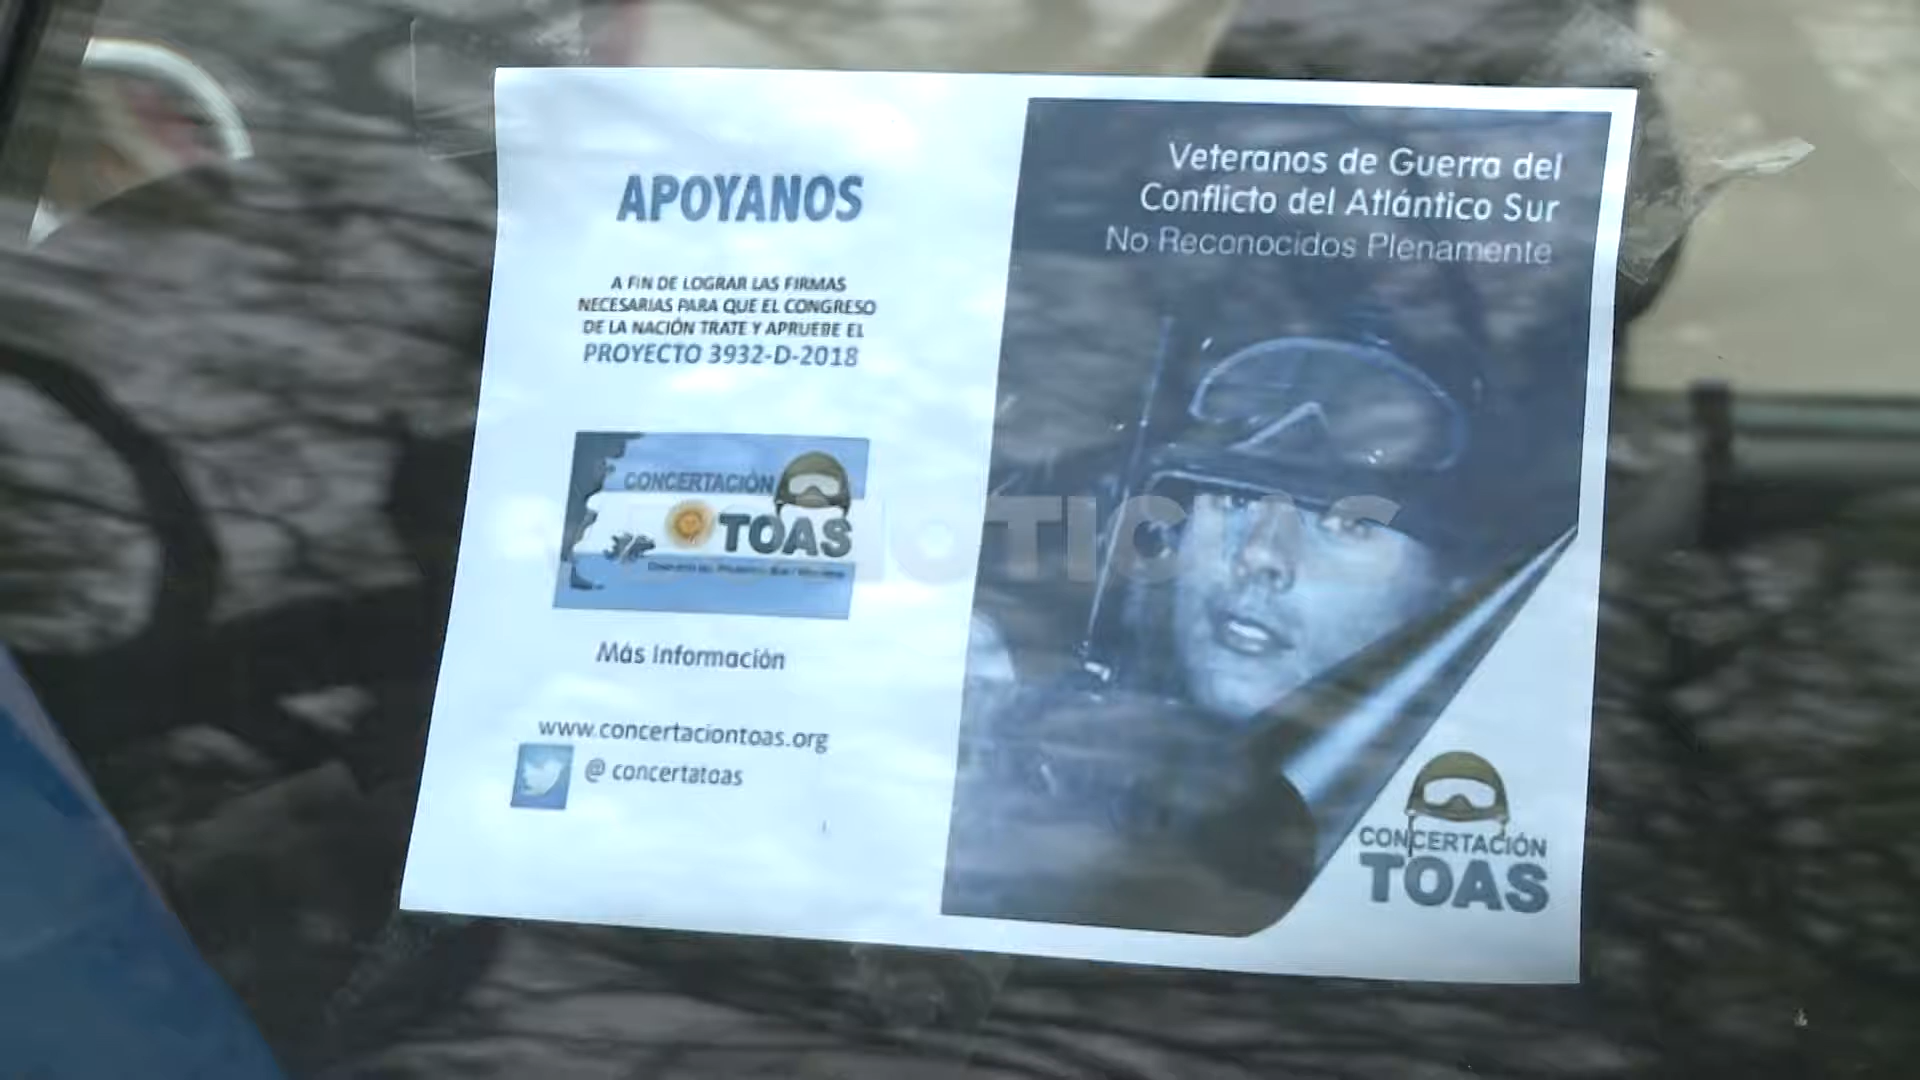 APOYANOS
A FIN DE LOGRAR LAS FIRMAS
NECESARIAS PARA QUE EL CONGRESO
DE LA NACIÓN TRATE Y APRUEBE EL
PROYECTO 3932-D-2018
CONCERTACIÓN
TOAS
Más Información
www.concertaciontoas.org
@ concertatoas
Veteranos de Guerra del
Conflicto del Atlántico Sur
No Reconocidos Plenamente
NOTICIAS
CONCERTACIÓN
TOAS